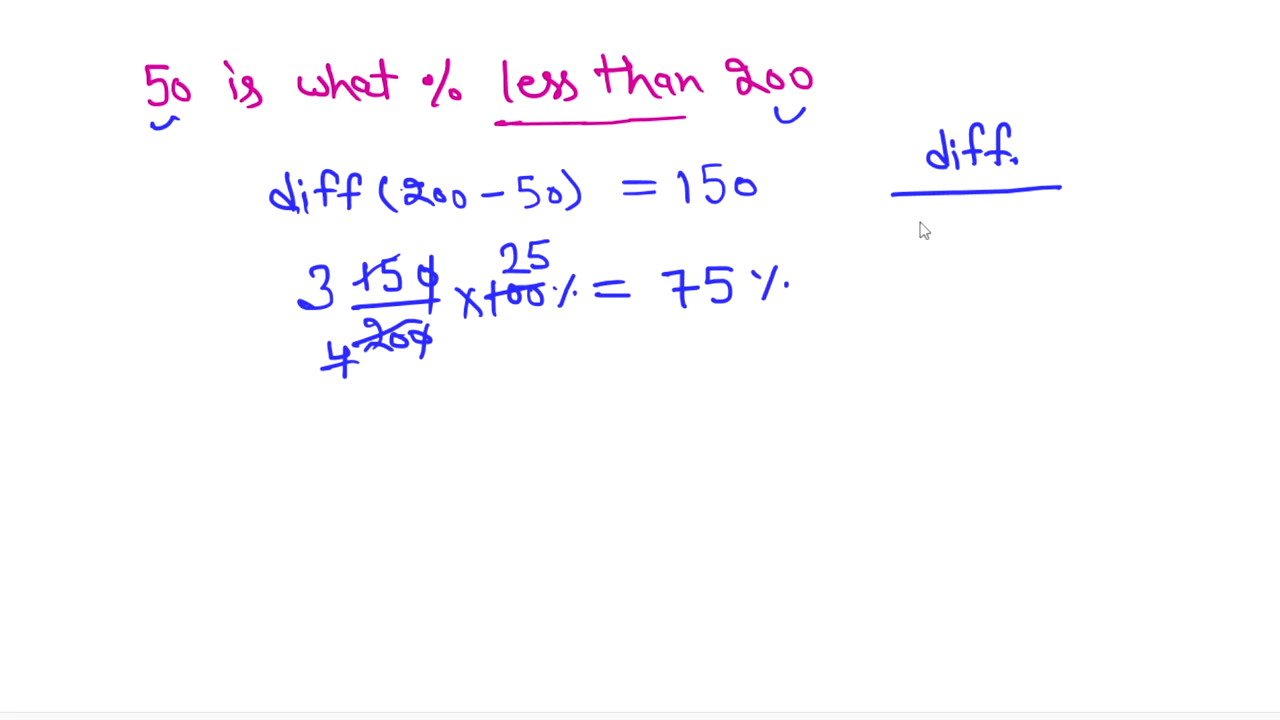 50 is what % less than 200
diff.
diff (200 - 50) = 150
3 150 25
x 100 % = 75 %
4 200